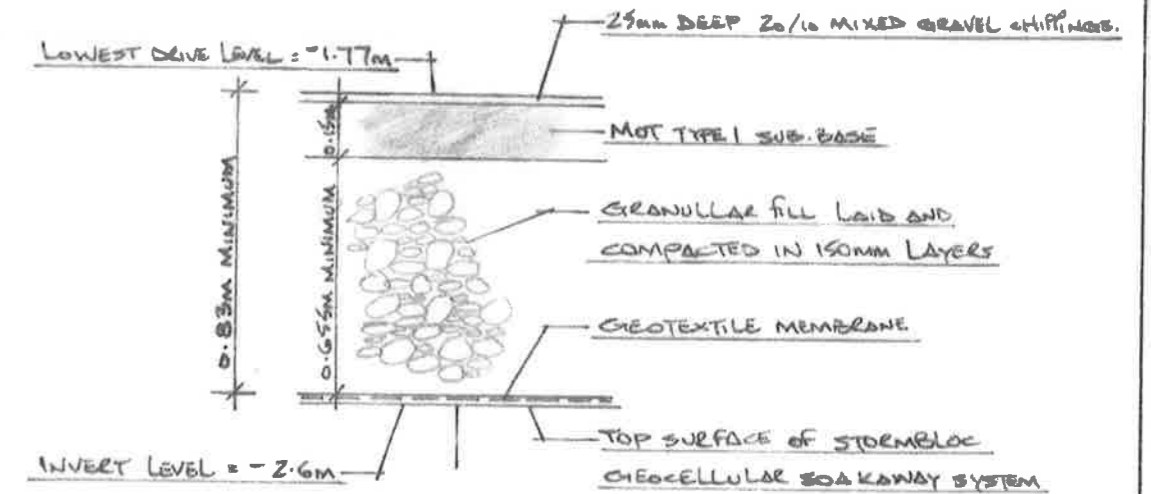 25mm DEEP 20/10 MIXED GRAVEL CHIPPINGS.
LOWEST DRIVE LEVEL = -1.77M
0.15M
MOT TYPE 1 SUB-BASE
0.83M MINIMUM
0.655M MINIMUM
GRANULLAR FILL LAID AND
COMPACTED IN 150MM LAYERS
GEOTEXTILE MEMBRANE
TOP SURFACE OF STORMBLOC
GEOCELLULAR SOAKAWAY SYSTEM
INVERT LEVEL = -2.6M